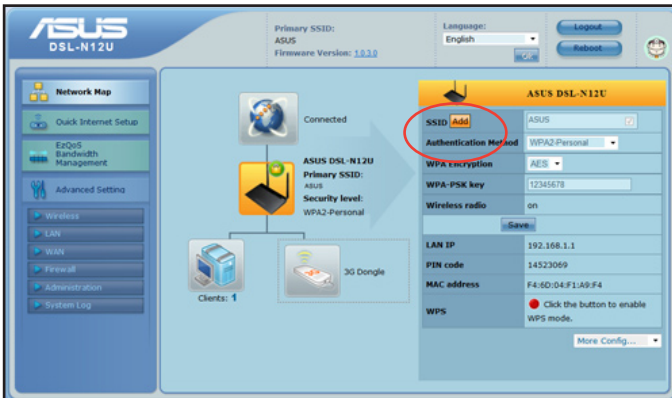 ASUS
DSL-N12U
Primary SSID:
ASUS
Firmware Version: 1.0.3.0
Language:
English
Logout
Reboot
Network Map
Quick Internet Setup
EzQoS
Bandwidth
Management
Advanced Setting
Wireless
LAN
WAN
Firewall
Administration
System Log
Connected
ASUS DSL-N12U
Primary SSID:
ASUS
Security level:
WPA2-Personal
Clients: 1
3G Dongle
ASUS DSL-N12U
SSID Add ASUS
Authentication Method WPA2-Personal
WPA Encryption AES
WPA-PSK key 12345678
Wireless radio on
Save
LAN IP 192.168.1.1
PIN code 14523069
MAC address F4:6D:04:F1:A9:F4
WPS Click the button to enable
WPS mode.
More Config...